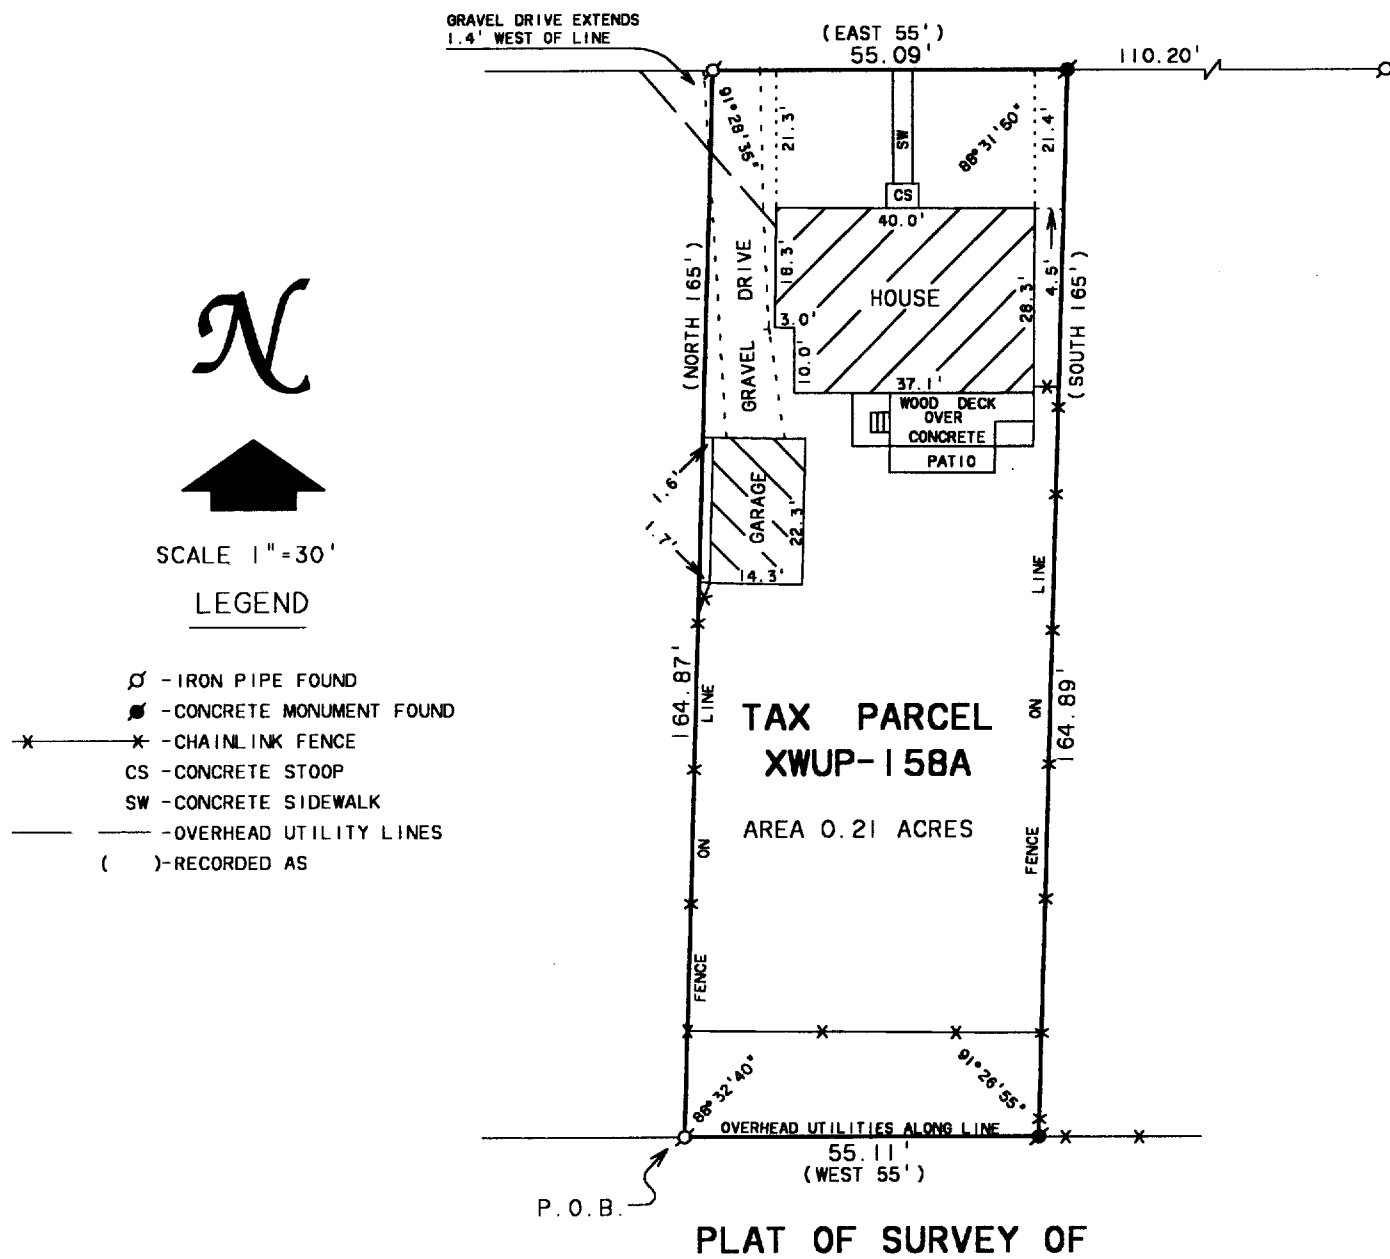 GRAVEL DRIVE EXTENDS
1.4' WEST OF LINE
(EAST 55')
55.09'
110.20'
91°28'35"
21.3'
SW
88°31'50"
21.4'
CS
40.0'
18.3'
HOUSE
28.3'
4.5'
(NORTH 165')
GRAVEL DRIVE
3.0'
10.0'
37.1'
(SOUTH 165')
WOOD DECK
OVER
CONCRETE
PATIO
N
1.6'
1.7'
GARAGE
22.3'
14.3'
SCALE 1"=30'
LEGEND
-IRON PIPE FOUND
-CONCRETE MONUMENT FOUND
-CHAINLINK FENCE
CS -CONCRETE STOOP
SW -CONCRETE SIDEWALK
-OVERHEAD UTILITY LINES
( )-RECORDED AS
164.87'
FENCE ON LINE
TAX PARCEL
XWUP-158A
AREA 0.21 ACRES
FENCE ON LINE
164.89'
88°32'40"
91°26'55"
OVERHEAD UTILITIES ALONG LINE
55.11'
(WEST 55')
P.O.B.
PLAT OF SURVEY OF